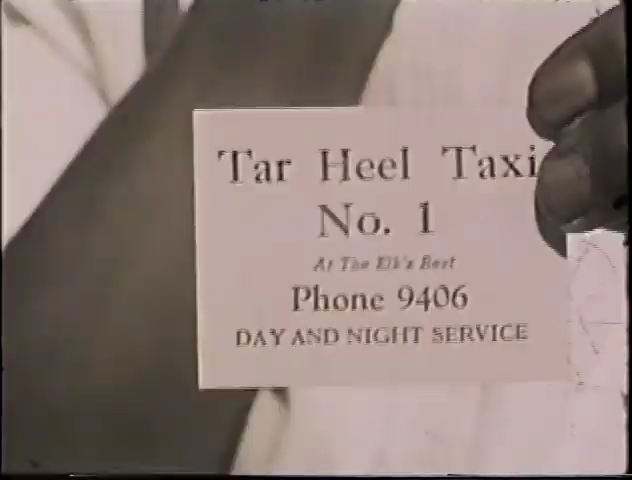 Tar Heel Taxi
No. 1
At The Elk's Rest
Phone 9406
DAY AND NIGHT SERVICE